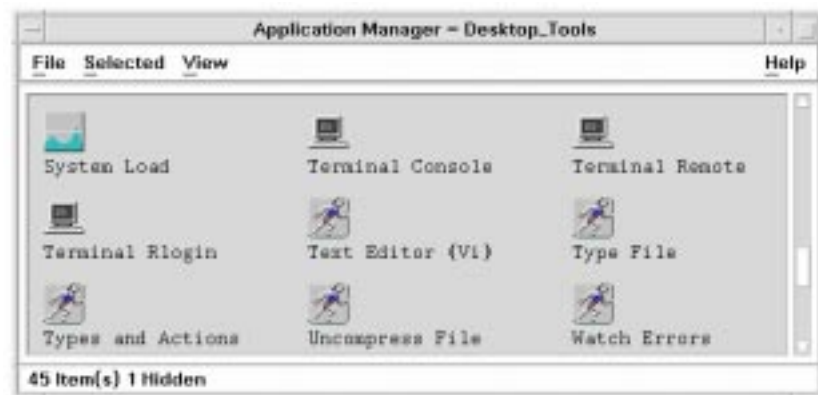 Application Manager - Desktop_Tools
File Selected View Help
System Load Terminal Console Terminal Remote
Terminal Rlogin Text Editor (Vi) Type File
Types and Actions Uncompress File Watch Errors
45 Item(s) 1 Hidden